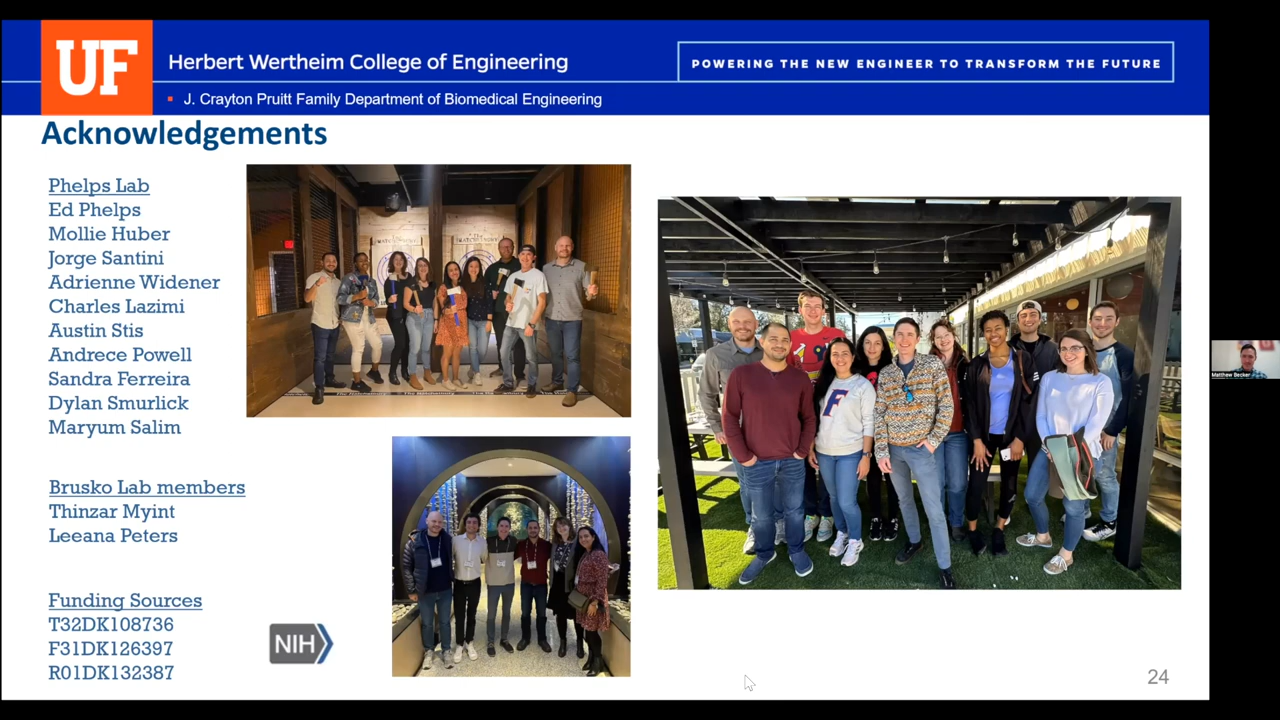 UF
Herbert Wertheim College of Engineering
POWERING THE NEW ENGINEER TO TRANSFORM THE FUTURE
J. Crayton Pruitt Family Department of Biomedical Engineering
Acknowledgements
Phelps Lab
Ed Phelps
Mollie Huber
Jorge Santini
Adrienne Widener
Charles Lazimi
Austin Stis
Andrece Powell
Sandra Ferreira
Dylan Smurlick
Maryum Salim
Brusko Lab members
Thinzar Myint
Leeana Peters
Funding Sources
T32DK108736
F31DK126397
R01DK132387
NIH
24
Matthew Becker